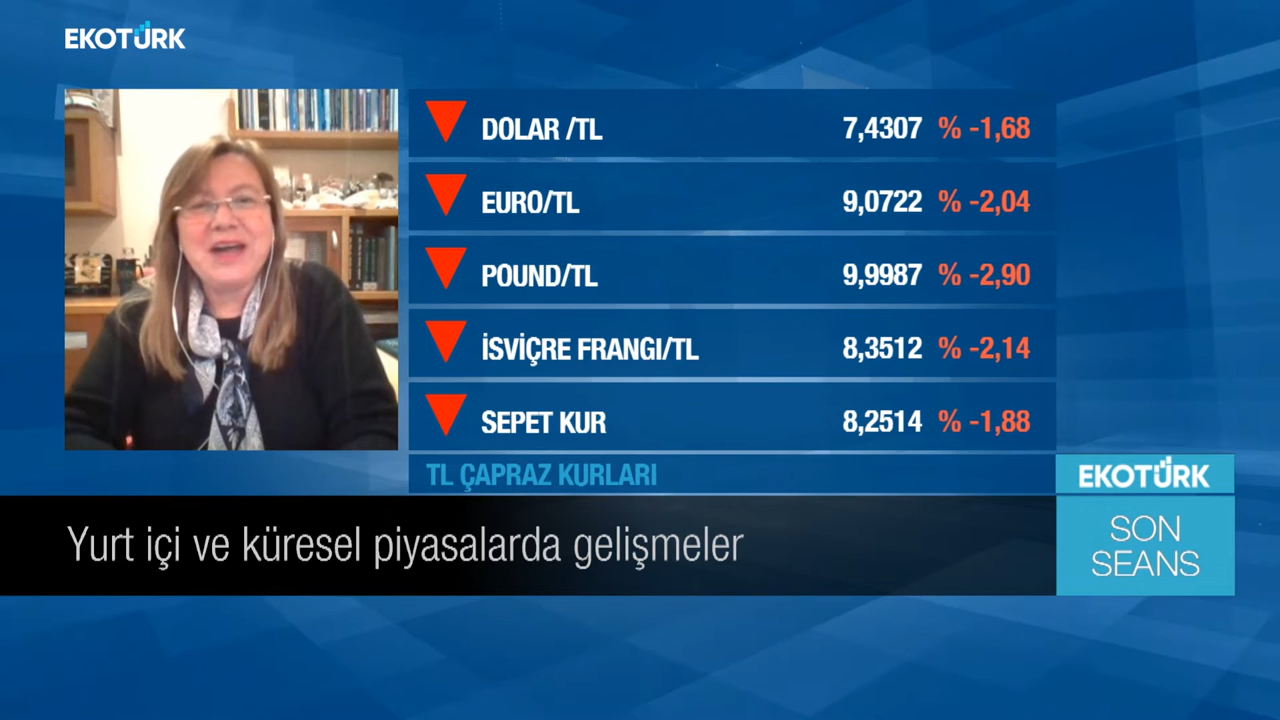 EKOTÜRK
DOLAR /TL 7,4307 % -1,68
EURO/TL 9,0722 % -2,04
POUND/TL 9,9987 % -2,90
İSVİÇRE FRANGI/TL 8,3512 % -2,14
SEPET KUR 8,2514 % -1,88
TL ÇAPRAZ KURLARI
EKOTÜRK
Yurt içi ve küresel piyasalarda gelişmeler
SON
SEANS